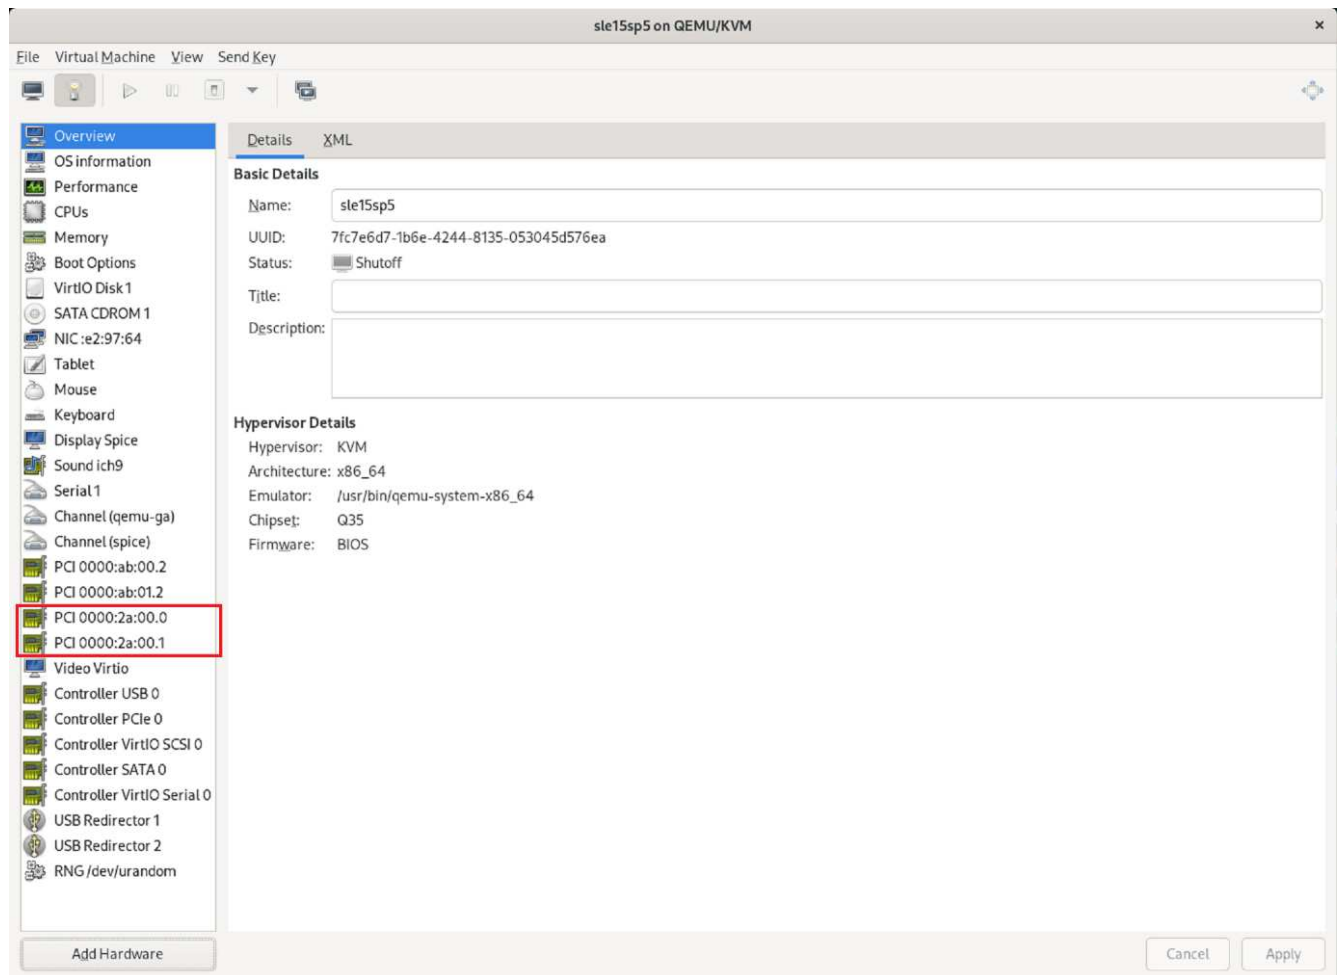 sle15sp5 on QEMU/KVM
×
File Virtual Machine View Send Key
Overview
OS information
Performance
CPUs
Memory
Boot Options
VirtIO Disk 1
SATA CDROM 1
NIC :e2:97:64
Tablet
Mouse
Keyboard
Display Spice
Sound ich9
Serial 1
Channel (qemu-ga)
Channel (spice)
PCI 0000:ab:00.2
PCI 0000:ab:01.2
PCI 0000:2a:00.0
PCI 0000:2a:00.1
Video Virtio
Controller USB 0
Controller PCIe 0
Controller VirtIO SCSI 0
Controller SATA 0
Controller VirtIO Serial 0
USB Redirector 1
USB Redirector 2
RNG /dev/urandom
Add Hardware
Details XML
Basic Details
Name: sle15sp5
UUID: 7fc7e6d7-1b6e-4244-8135-053045d576ea
Status: Shutoff
Title:
Description:
Hypervisor Details
Hypervisor: KVM
Architecture: x86_64
Emulator: /usr/bin/qemu-system-x86_64
Chipset: Q35
Firmware: BIOS
Cancel Apply